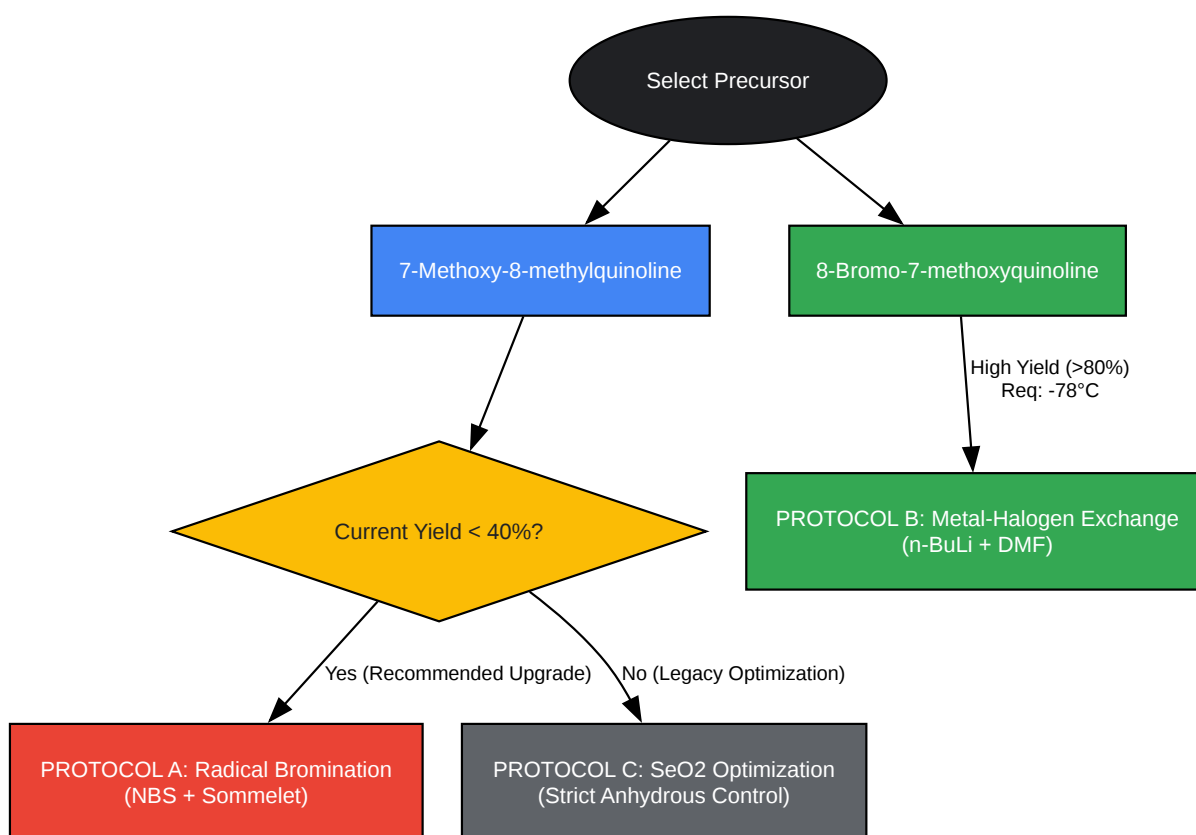 Select Precursor
7-Methoxy-8-methylquinoline
8-Bromo-7-methoxyquinoline
High Yield (>80%)
Req: -78°C
Current Yield < 40%?
PROTOCOL B: Metal-Halogen Exchange
(n-BuLi + DMF)
Yes (Recommended Upgrade)
No (Legacy Optimization)
PROTOCOL A: Radical Bromination
(NBS + Sommelet)
PROTOCOL C: SeO2 Optimization
(Strict Anhydrous Control)